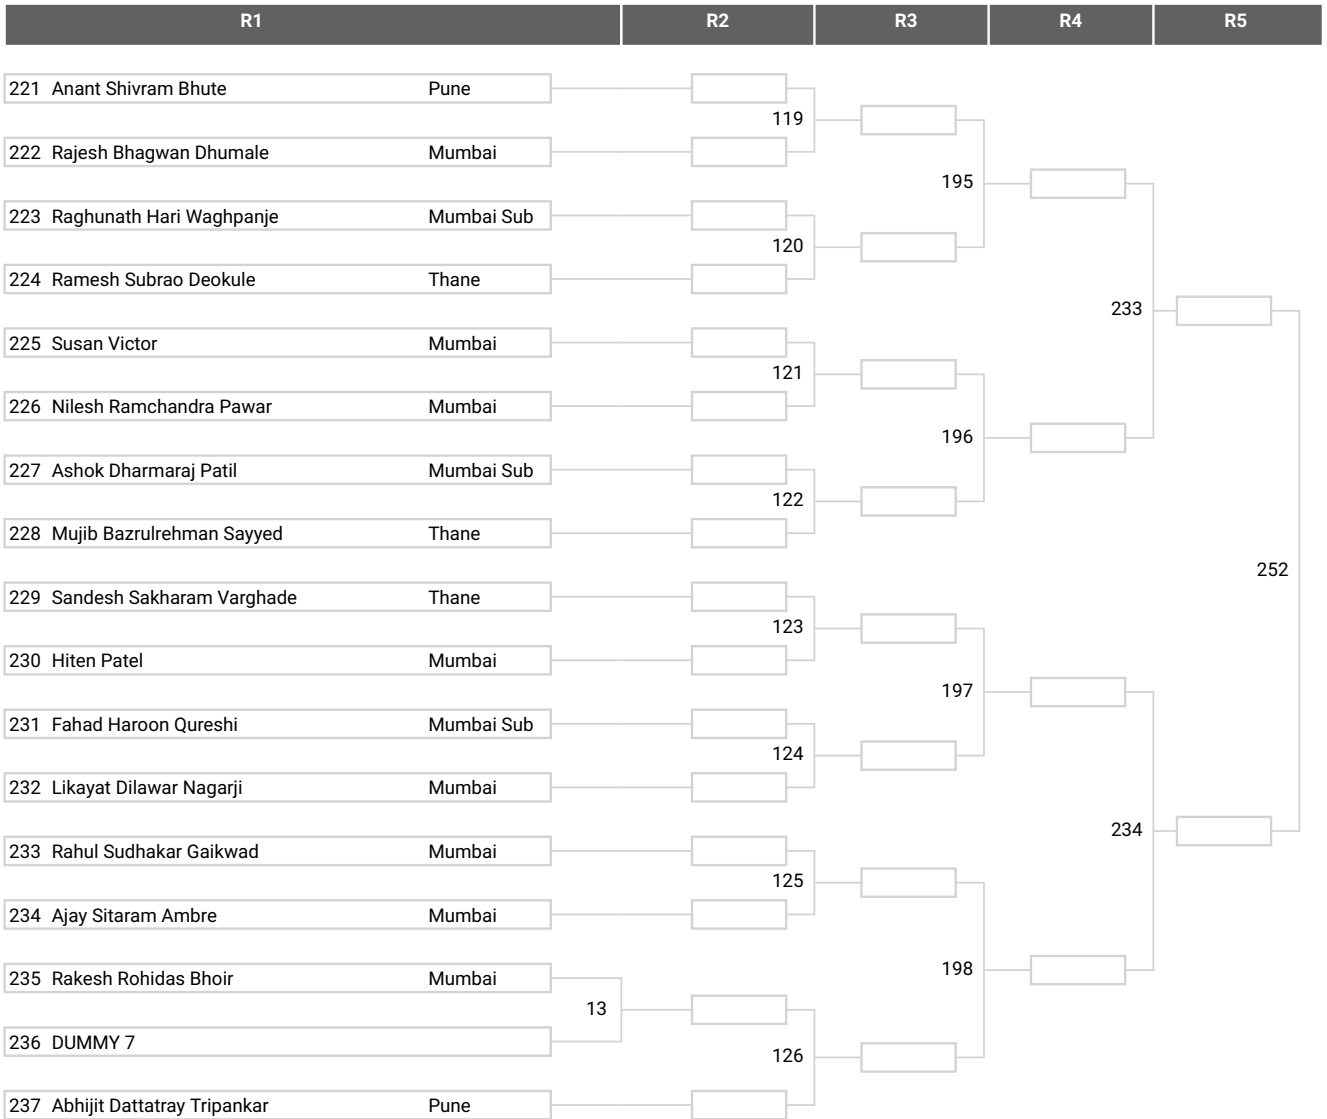 R1 R2 R3 R4 R5
221 Anant Shivram Bhute Pune
119
222 Rajesh Bhagwan Dhumale Mumbai
195
223 Raghunath Hari Waghpanje Mumbai Sub
120
224 Ramesh Subrao Deokule Thane
233
225 Susan Victor Mumbai
121
226 Nilesh Ramchandra Pawar Mumbai
196
227 Ashok Dharmaraj Patil Mumbai Sub
122
228 Mujib Bazrulrehman Sayyed Thane
252
229 Sandesh Sakharam Varghade Thane
123
230 Hiten Patel Mumbai
197
231 Fahad Haroon Qureshi Mumbai Sub
124
232 Likayat Dilawar Nagarji Mumbai
234
233 Rahul Sudhakar Gaikwad Mumbai
125
234 Ajay Sitaram Ambre Mumbai
198
235 Rakesh Rohidas Bhoir Mumbai
13
236 DUMMY 7
126
237 Abhijit Dattatray Tripankar Pune